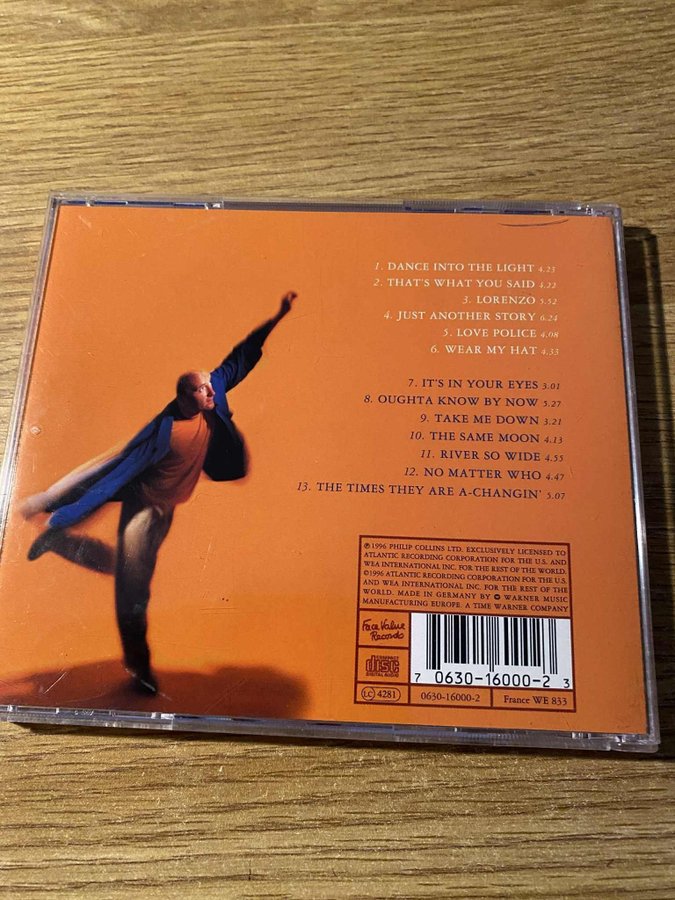 1. DANCE INTO THE LIGHT 4.23
2. THAT'S WHAT YOU SAID 4.22
3. LORENZO 5.52
4. JUST ANOTHER STORY 6.24
5. LOVE POLICE 4.08
6. WEAR MY HAT 4.33
7. IT'S IN YOUR EYES 3.01
8. OUGHTA KNOW BY NOW 5.27
9. TAKE ME DOWN 3.21
10. THE SAME MOON 4.13
11. RIVER SO WIDE 4.55
12. NO MATTER WHO 4.47
13. THE TIMES THEY ARE A-CHANGIN' 5.07
℗ 1996 PHILIP COLLINS LTD. EXCLUSIVELY LICENSED TO
ATLANTIC RECORDING CORPORATION FOR THE U.S. AND
WEA INTERNATIONAL INC. FOR THE REST OF THE WORLD.
© 1996 ATLANTIC RECORDING CORPORATION FOR THE U.S.
AND WEA INTERNATIONAL INC. FOR THE REST OF THE
WORLD. MADE IN GERMANY BY WARNER MUSIC
MANUFACTURING EUROPE. A TIME WARNER COMPANY
Face Value
Records
COMPACT
disc
DIGITAL AUDIO
7 0630-16000-2 3
LC 4281
0630-16000-2
France WE 833